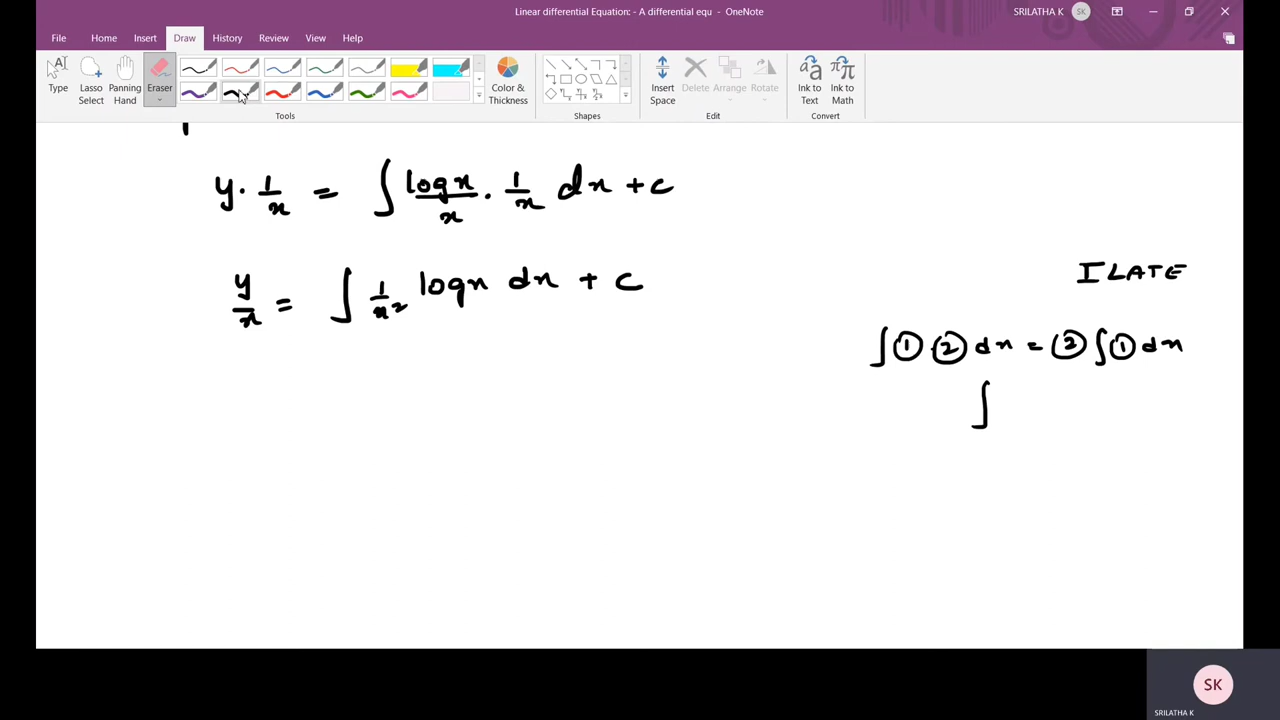 Linear differential Equation: - A differential equ - OneNote
SRILATHA K SK
File Home Insert Draw History Review View Help
Type Lasso Select Panning Hand Eraser Color & Thickness Insert Space Delete Arrange Rotate Ink to Text Ink to Math
Tools Shapes Edit Convert
y · 1/x = ∫ logx/x · 1/x dx + c
y/x = ∫ 1/x² logx dx + c
ILATE
∫ ① · ② dx = ② ∫ ① dx
∫
SK
SRILATHA K